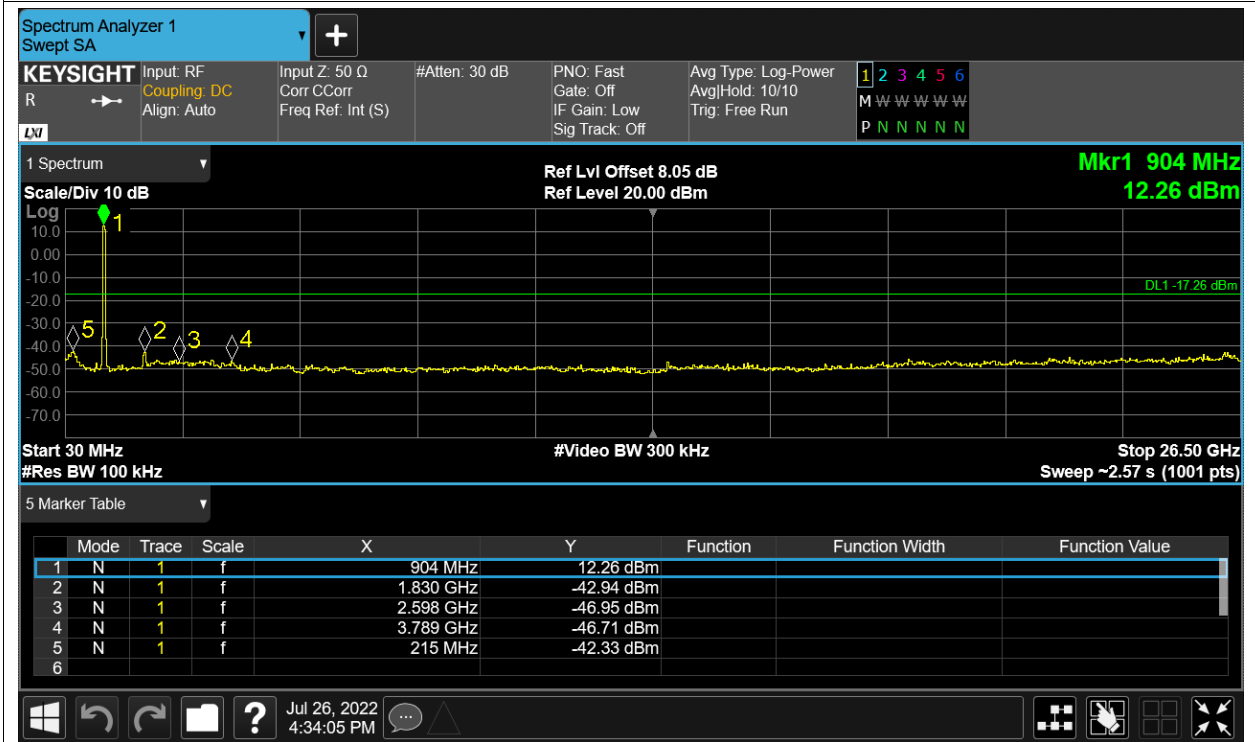 Spectrum Analyzer 1
Swept SA
+
KEYSIGHT Input: RF Input Z: 50 Ω #Atten: 30 dB PNO: Fast Avg Type: Log-Power 1 2 3 4 5 6
R Coupling: DC Corr CCorr Gate: Off Avg|Hold: 10/10 M W W W W W
Align: Auto Freq Ref: Int (S) IF Gain: Low Trig: Free Run
LXI Sig Track: Off P N N N N N
1 Spectrum Ref Lvl Offset 8.05 dB Mkr1 904 MHz
Scale/Div 10 dB Ref Level 20.00 dBm 12.26 dBm
Log
1
10.0
0.00
-10.0
DL1 -17.26 dBm
-20.0
-30.0
5 2 3 4
-40.0
-50.0
-60.0
-70.0
Start 30 MHz #Video BW 300 kHz Stop 26.50 GHz
#Res BW 100 kHz Sweep ~2.57 s (1001 pts)
5 Marker Table
Mode Trace Scale X Y Function Function Width Function Value
1 N 1 f 904 MHz 12.26 dBm
2 N 1 f 1.830 GHz -42.94 dBm
3 N 1 f 2.598 GHz -46.95 dBm
4 N 1 f 3.789 GHz -46.71 dBm
5 N 1 f 215 MHz -42.33 dBm
6
? Jul 26, 2022
4:34:05 PM